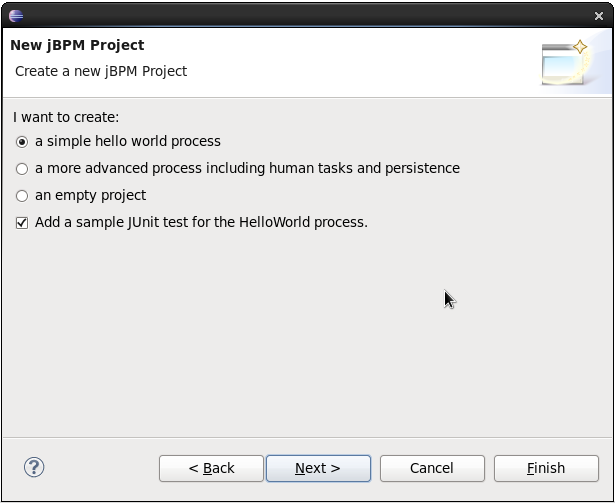 New jBPM Project
Create a new jBPM Project
I want to create:
a simple hello world process
a more advanced process including human tasks and persistence
an empty project
Add a sample JUnit test for the HelloWorld process.
?
< Back
Next >
Cancel
Finish